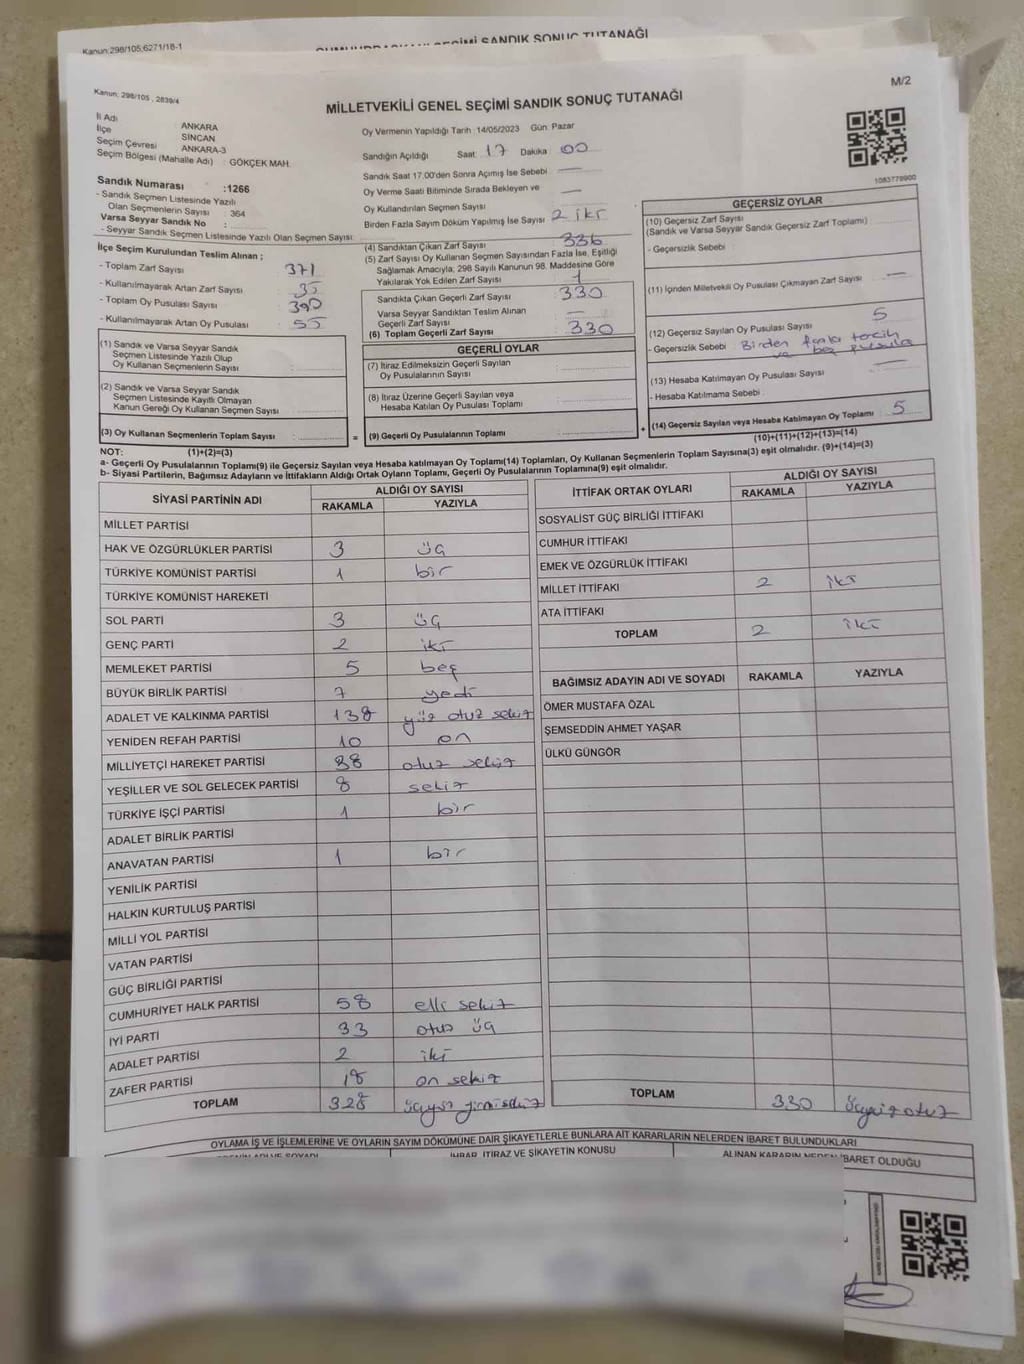 Kanun:298/105;6271/18-1
SANDIK SONUÇ TUTANAĞI
Kanun: 298/105 , 2839/4
M/2
MİLLETVEKİLİ GENEL SEÇİMİ SANDIK SONUÇ TUTANAĞI
İl Adı ANKARA
İlçe SİNCAN
Seçim Çevresi ANKARA-3
Seçim Bölgesi (Mahalle Adı) : GÖKÇEK MAH.
Sandık Numarası :1266
- Sandık Seçmen Listesinde Yazılı
Olan Seçmenlerin Sayısı : 364
Varsa Seyyar Sandık No :
- Seyyar Sandık Seçmen Listesinde Yazılı Olan Seçmen Sayısı
Oy Vermenin Yapıldığı Tarih :14/05/2023 Gün: Pazar
Sandığın Açıldığı Saat: 17 Dakika 00
Sandık Saat 17.00'den Sonra Açılmış İse Sebebi —
Oy Verme Saati Bitiminde Sırada Bekleyen ve
Oy Kullandırılan Seçmen Sayısı —
Birden Fazla Sayım Döküm Yapılmış İse Sayısı 2 iki
1083779900
İlçe Seçim Kurulundan Teslim Alınan ;
- Toplam Zarf Sayısı 371
- Kullanılmayarak Artan Zarf Sayısı 35
- Toplam Oy Pusulası Sayısı 390
- Kullanılmayarak Artan Oy Pusulası 55
(4) Sandıktan Çıkan Zarf Sayısı 336
(5) Zarf Sayısı Oy Kullanan Seçmen Sayısından Fazla İse, Eşitliği
Sağlamak Amacıyla, 298 Sayılı Kanunun 98. Maddesine Göre
Yakılarak Yok Edilen Zarf Sayısı 1
Sandıkta Çıkan Geçerli Zarf Sayısı 330
Varsa Seyyar Sandıktan Teslim Alınan
Geçerli Zarf Sayısı —
(6) Toplam Geçerli Zarf Sayısı 330
GEÇERSİZ OYLAR
(10) Geçersiz Zarf Sayısı
(Sandık ve Varsa Seyyar Sandık Geçersiz Zarf Toplamı)
- Geçersizlik Sebebi :
(11) İçinden Milletvekili Oy Pusulası Çıkmayan Zarf Sayısı —
(12) Geçersiz Sayılan Oy Pusulası Sayısı 5
- Geçersizlik Sebebi Birden fazla tercih
ve boş pusula
(13) Hesaba Katılmayan Oy Pusulası Sayısı —
- Hesaba Katılmama Sebebi :
(14) Geçersiz Sayılan veya Hesaba Katılmayan Oy Toplamı 5
(1) Sandık ve Varsa Seyyar Sandık
Seçmen Listesinde Yazılı Olup
Oy Kullanan Seçmenlerin Sayısı
(2) Sandık ve Varsa Seyyar Sandık
Seçmen Listesinde Kayıtlı Olmayan
Kanun Gereği Oy Kullanan Seçmen Sayısı
(3) Oy Kullanan Seçmenlerin Toplam Sayısı :
GEÇERLİ OYLAR
(7) İtiraz Edilmeksizin Geçerli Sayılan
Oy Pusulalarının Sayısı
(8) İtiraz Üzerine Geçerli Sayılan veya
Hesaba Katılan Oy Pusulası Toplamı
= (9) Geçerli Oy Pusulalarının Toplamı +
NOT: (1)+(2)=(3) (10)+(11)+(12)+(13)=(14)
a- Geçerli Oy Pusulalarının Toplamı(9) ile Geçersiz Sayılan veya Hesaba katılmayan Oy Toplamı(14) Toplamları, Oy Kullanan Seçmenlerin Toplam Sayısına(3) eşit olmalıdır. (9)+(14)=(3)
b- Siyasi Partilerin, Bağımsız Adayların ve İttifakların Aldığı Ortak Oyların Toplamı, Geçerli Oy Pusulalarının Toplamına(9) eşit olmalıdır.
SİYASİ PARTİNİN ADI ALDIĞI OY SAYISI
RAKAMLA YAZIYLA
MİLLET PARTİSİ
HAK VE ÖZGÜRLÜKLER PARTİSİ 3 üç
TÜRKİYE KOMÜNİST PARTİSİ 1 bir
TÜRKİYE KOMÜNİST HAREKETİ
SOL PARTİ 3 üç
GENÇ PARTİ 2 iki
MEMLEKET PARTİSİ 5 beş
BÜYÜK BİRLİK PARTİSİ 7 yedi
ADALET VE KALKINMA PARTİSİ 138 yüz otuz sekiz
YENİDEN REFAH PARTİSİ 10 on
MİLLİYETÇİ HAREKET PARTİSİ 38 otuz sekiz
YEŞİLLER VE SOL GELECEK PARTİSİ 8 sekiz
TÜRKİYE İŞÇİ PARTİSİ 1 bir
ADALET BİRLİK PARTİSİ
ANAVATAN PARTİSİ 1 bir
YENİLİK PARTİSİ
HALKIN KURTULUŞ PARTİSİ
MİLLİ YOL PARTİSİ
VATAN PARTİSİ
GÜÇ BİRLİĞİ PARTİSİ
CUMHURİYET HALK PARTİSİ 58 elli sekiz
İYİ PARTİ 33 otuz üç
ADALET PARTİSİ 2 iki
ZAFER PARTİSİ 18 on sekiz
TOPLAM 328 üçyüz yirmisekiz
İTTİFAK ORTAK OYLARI ALDIĞI OY SAYISI
RAKAMLA YAZIYLA
SOSYALİST GÜÇ BİRLİĞİ İTTİFAKI
CUMHUR İTTİFAKI
EMEK VE ÖZGÜRLÜK İTTİFAKI
MİLLET İTTİFAKI 2 iki
ATA İTTİFAKI
TOPLAM 2 iki
BAĞIMSIZ ADAYIN ADI VE SOYADI RAKAMLA YAZIYLA
ÖMER MUSTAFA ÖZAL
ŞEMSEDDİN AHMET YAŞAR
ÜLKÜ GÜNGÖR
TOPLAM 330 üçyüz otuz
OYLAMA İŞ VE İŞLEMLERİNE VE OYLARIN SAYIM DÖKÜMÜNE DAİR ŞİKAYETLERLE BUNLARA AİT KARARLARIN NELERDEN İBARET BULUNDUKLARI
İHBAR, İTİRAZ VE ŞİKAYETİN KONUSU
ALINAN KARARIN NEDEN İBARET OLDUĞU